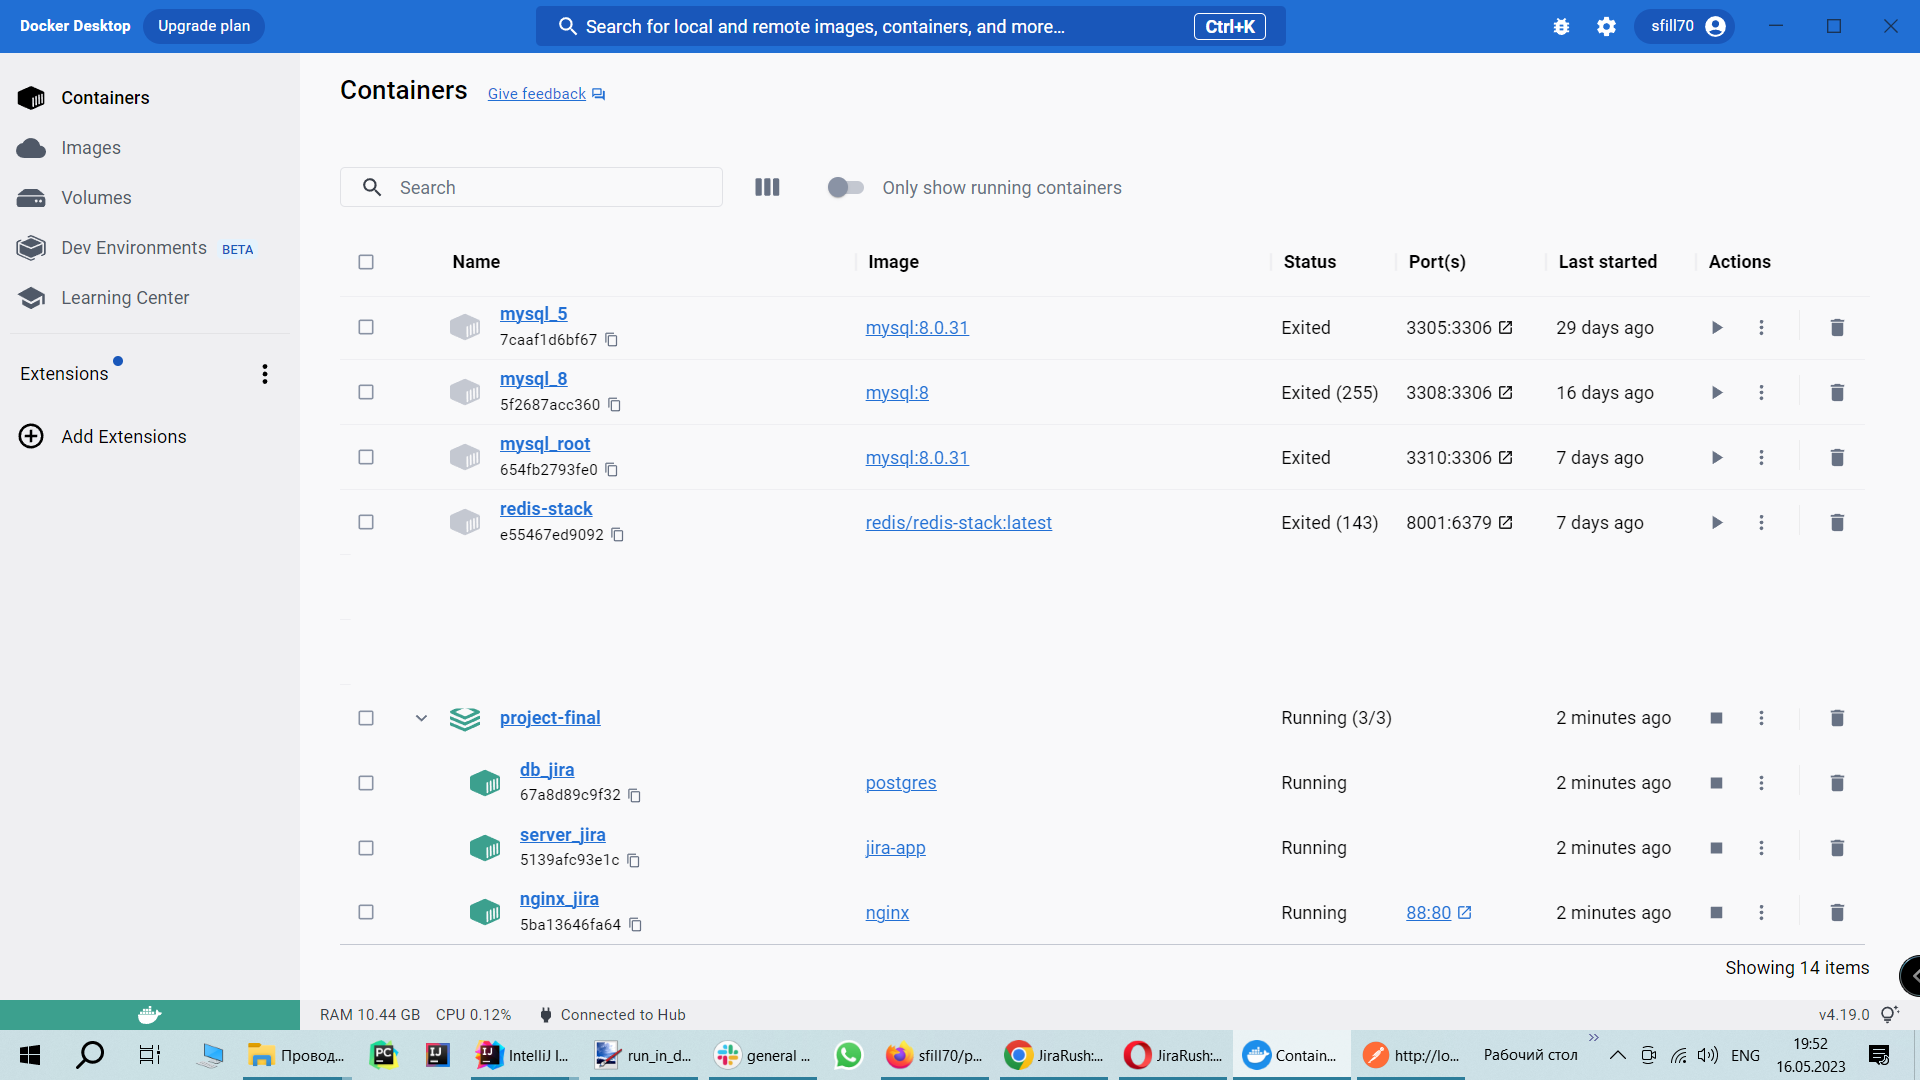 Docker Desktop Upgrade plan Search for local and remote images, containers, and more... Ctrl+K sfill70
Containers
Images
Volumes
Dev Environments BETA
Learning Center
Extensions
Add Extensions
Containers Give feedback
Search Only show running containers
Name Image Status Port(s) Last started Actions
mysql_5
7caaf1d6bf67
mysql:8.0.31 Exited 3305:3306 29 days ago
mysql_8
5f2687acc360
mysql:8 Exited (255) 3308:3306 16 days ago
mysql_root
654fb2793fe0
mysql:8.0.31 Exited 3310:3306 7 days ago
redis-stack
e55467ed9092
redis/redis-stack:latest Exited (143) 8001:6379 7 days ago
project-final Running (3/3) 2 minutes ago
db_jira
67a8d89c9f32
postgres Running 2 minutes ago
server_jira
5139afc93e1c
jira-app Running 2 minutes ago
nginx_jira
5ba13646fa64
nginx Running 88:80 2 minutes ago
Showing 14 items
RAM 10.44 GB CPU 0.12% Connected to Hub v4.19.0
PC IJ IJ Провод... IntelliJ I... run_in_d... general ... sfill70/p... JiraRush:... JiraRush:... Contain... http://lo... Рабочий стол » ENG 19:52
16.05.2023